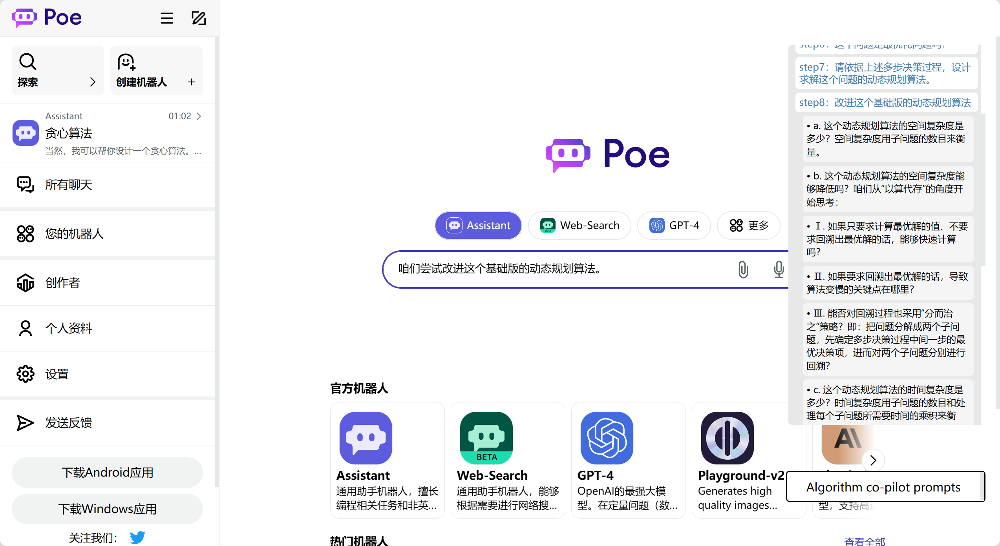 Poe
探索
创建机器人 +
Assistant 01:02
贪心算法
当然，我可以帮你设计一个贪心算法。...
所有聊天
您的机器人
创作者
个人资料
设置
发送反馈
下载Android应用
下载Windows应用
关注我们：
Poe
Assistant
Web-Search
GPT-4
更多
咱们尝试改进这个基础版的动态规划算法。
官方机器人
Assistant
通用助手机器人，擅长
编程相关任务和非英...
BETA
Web-Search
通用助手机器人，能够
根据需要进行网络搜...
GPT-4
OpenAI的最强大模
型。在定量问题（数...
Playground-v2
Generates high
quality images...
型，支持高达
热门机器人
查看全部
step6：这个问题是最优化问题吗？
step7：请依据上述多步决策过程，设计
求解这个问题的动态规划算法。
step8：改进这个基础版的动态规划算法
• a. 这个动态规划算法的空间复杂度是
多少？空间复杂度用子问题的数目来衡
量。
• b. 这个动态规划算法的空间复杂度能
够降低吗？咱们从“以算代存”的角度开
始思考：
• Ⅰ. 如果只要求计算最优解的值、不要
求回溯出最优解的话，能够快速计算
吗？
• Ⅱ. 如果要求回溯出最优解的话，导致
算法变慢的关键点在哪里？
• Ⅲ. 能否对回溯过程也采用“分而治
之”策略？即：把问题分解成两个子问
题，先确定多步决策过程中间一步的最
优决策项，进而对两个子问题分别进行
回溯？
• c. 这个动态规划算法的时间复杂度是
多少？时间复杂度用子问题的数目和处
理每个子问题所需要时间的乘积来衡
Algorithm co-pilot prompts